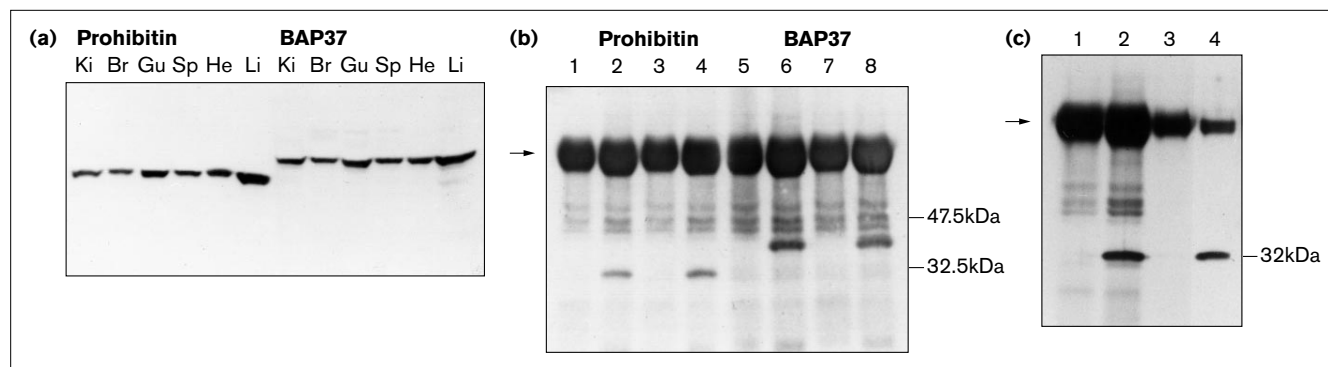 (a) Prohibitin BAP37
Ki Br Gu Sp He Li Ki Br Gu Sp He Li
(b) Prohibitin BAP37
1 2 3 4 5 6 7 8
47.5kDa
32.5kDa
(c) 1 2 3 4
32kDa